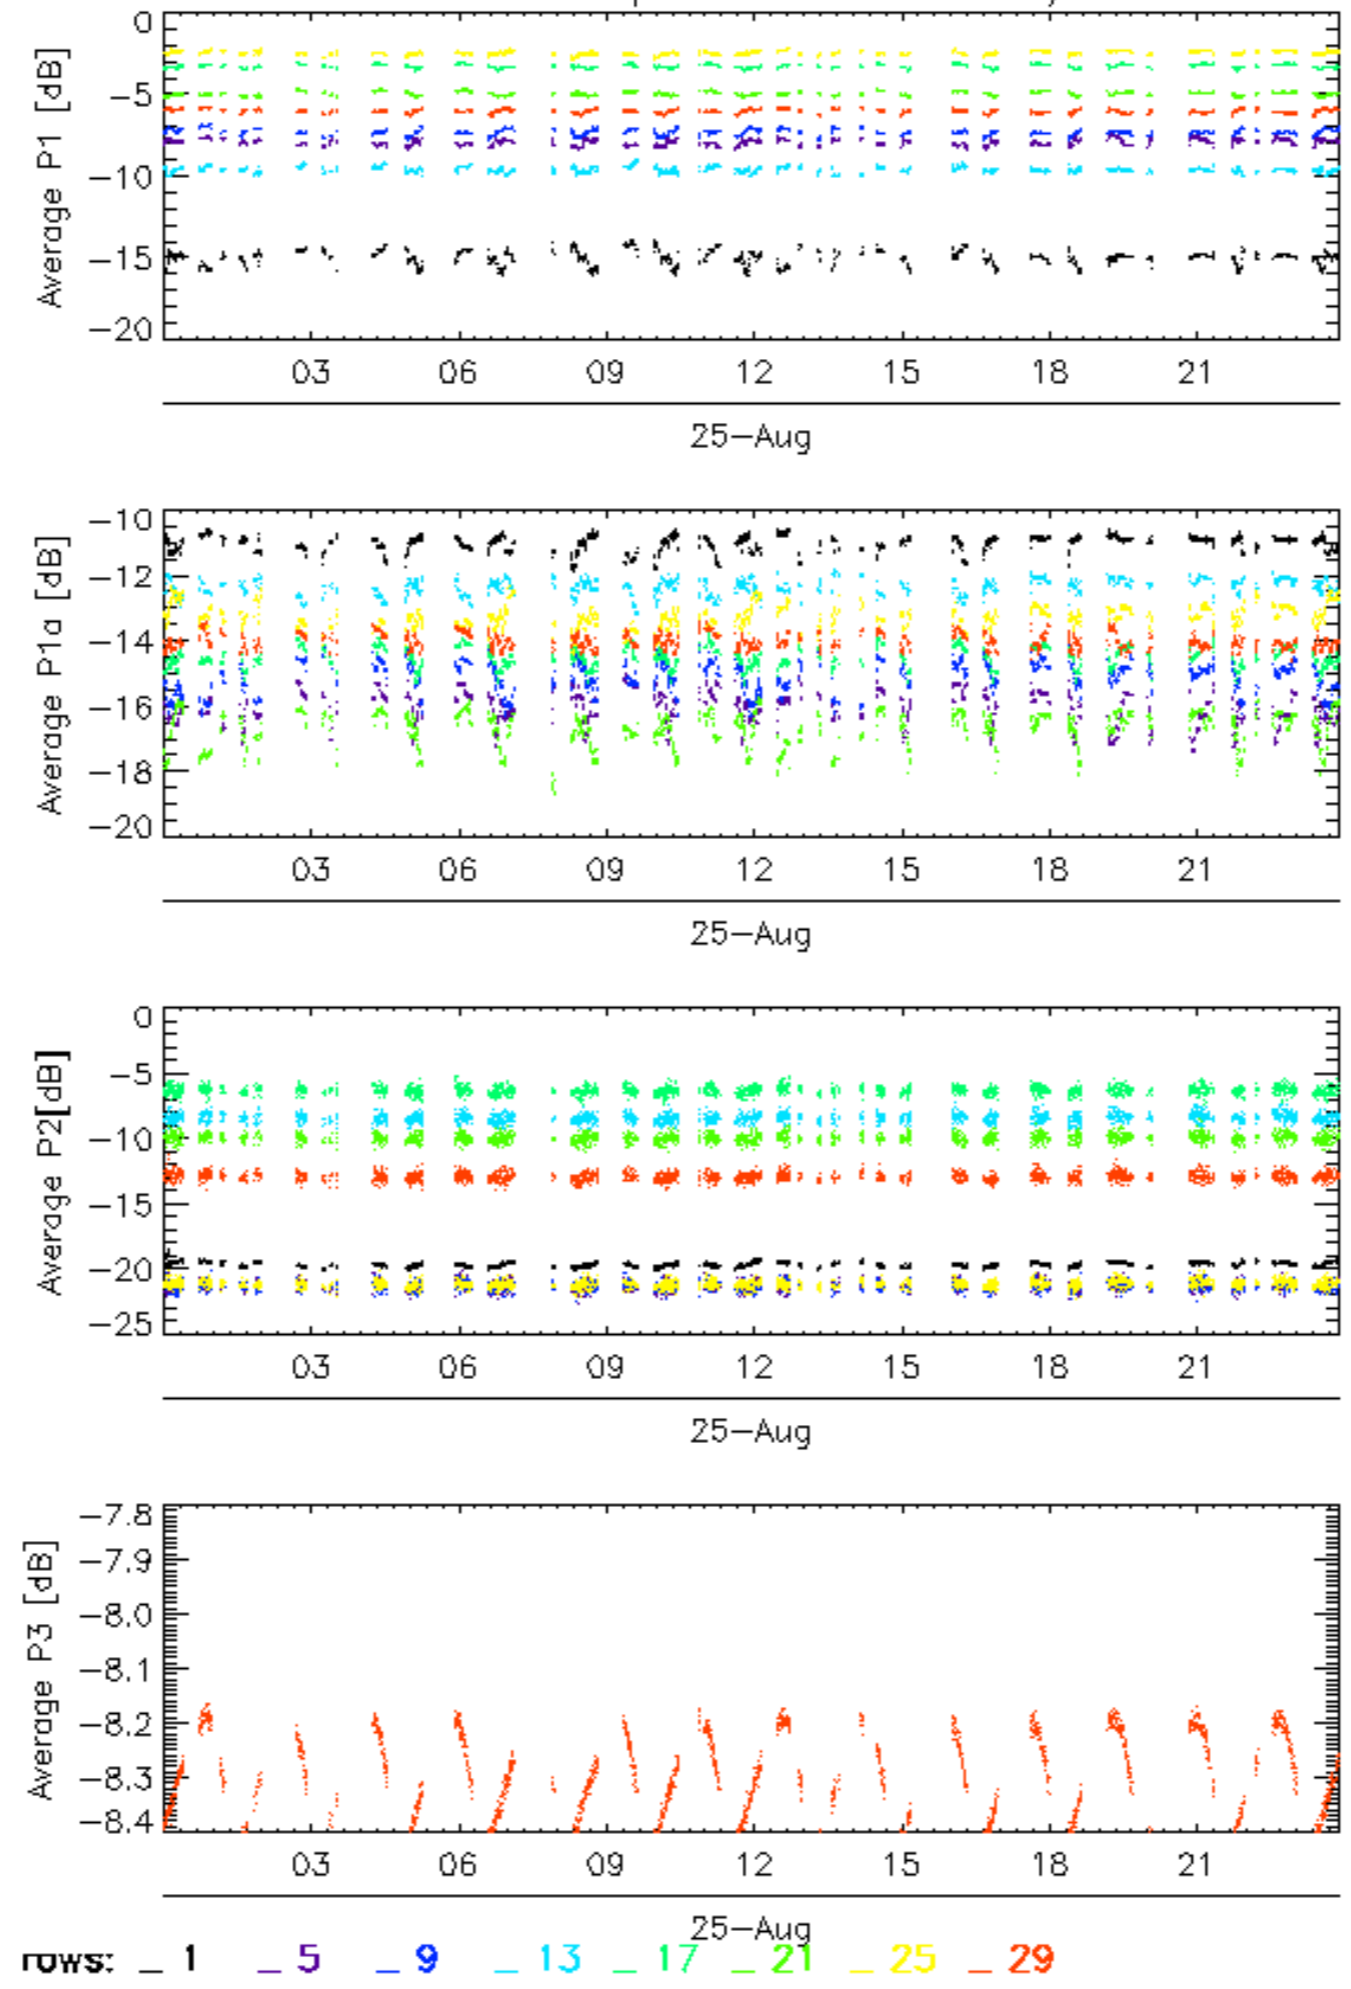 0
−5
−10
−15
−20
Average P1 [dB]
03 06 09 12 15 18 21
25−Aug
−10
−12
−14
−16
−18
−20
Average P1a [dB]
03 06 09 12 15 18 21
25−Aug
0
−5
−10
−15
−20
−25
Average P2[dB]
03 06 09 12 15 18 21
25−Aug
−7.8
−7.9
−8.0
−8.1
−8.2
−8.3
−8.4
Average P3 [dB]
03 06 09 12 15 18 21
25−Aug
rows: _ 1 _ 5 _ 9 _ 13 _ 17 _ 21 _ 25 _ 29